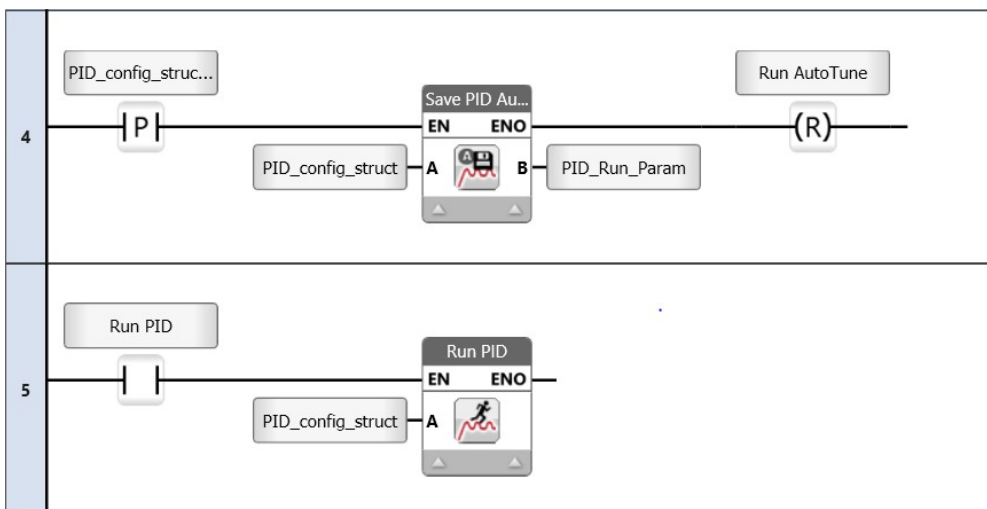 PID_config_struc...
Run AutoTune
Save PID Au...
4
P
EN ENO
(R)
PID_config_struct
A
B
PID_Run_Param
Run PID
Run PID
5
EN ENO
PID_config_struct
A